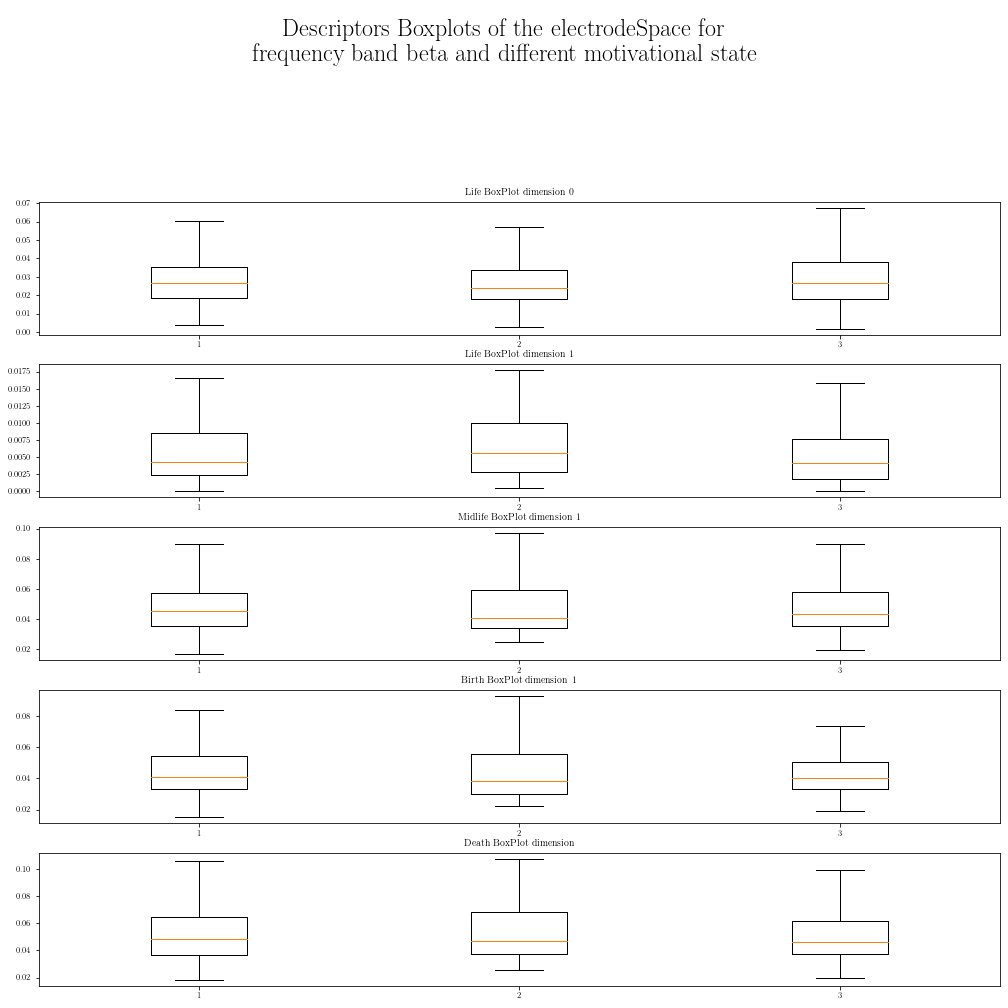 Descriptors Boxplots of the electrodeSpace for
frequency band beta and different motivational state
Life BoxPlot dimension 0
0.07
0.06
0.05
0.04
0.03
0.02
0.01
0.00
1 2 3
Life BoxPlot dimension 1
0.0175
0.0150
0.0125
0.0100
0.0075
0.0050
0.0025
0.0000
1 2 3
Midlife BoxPlot dimension 1
0.10
0.08
0.06
0.04
0.02
1 2 3
Birth BoxPlot dimension 1
0.08
0.06
0.04
0.02
1 2 3
Death BoxPlot dimension
0.10
0.08
0.06
0.04
0.02
1 2 3